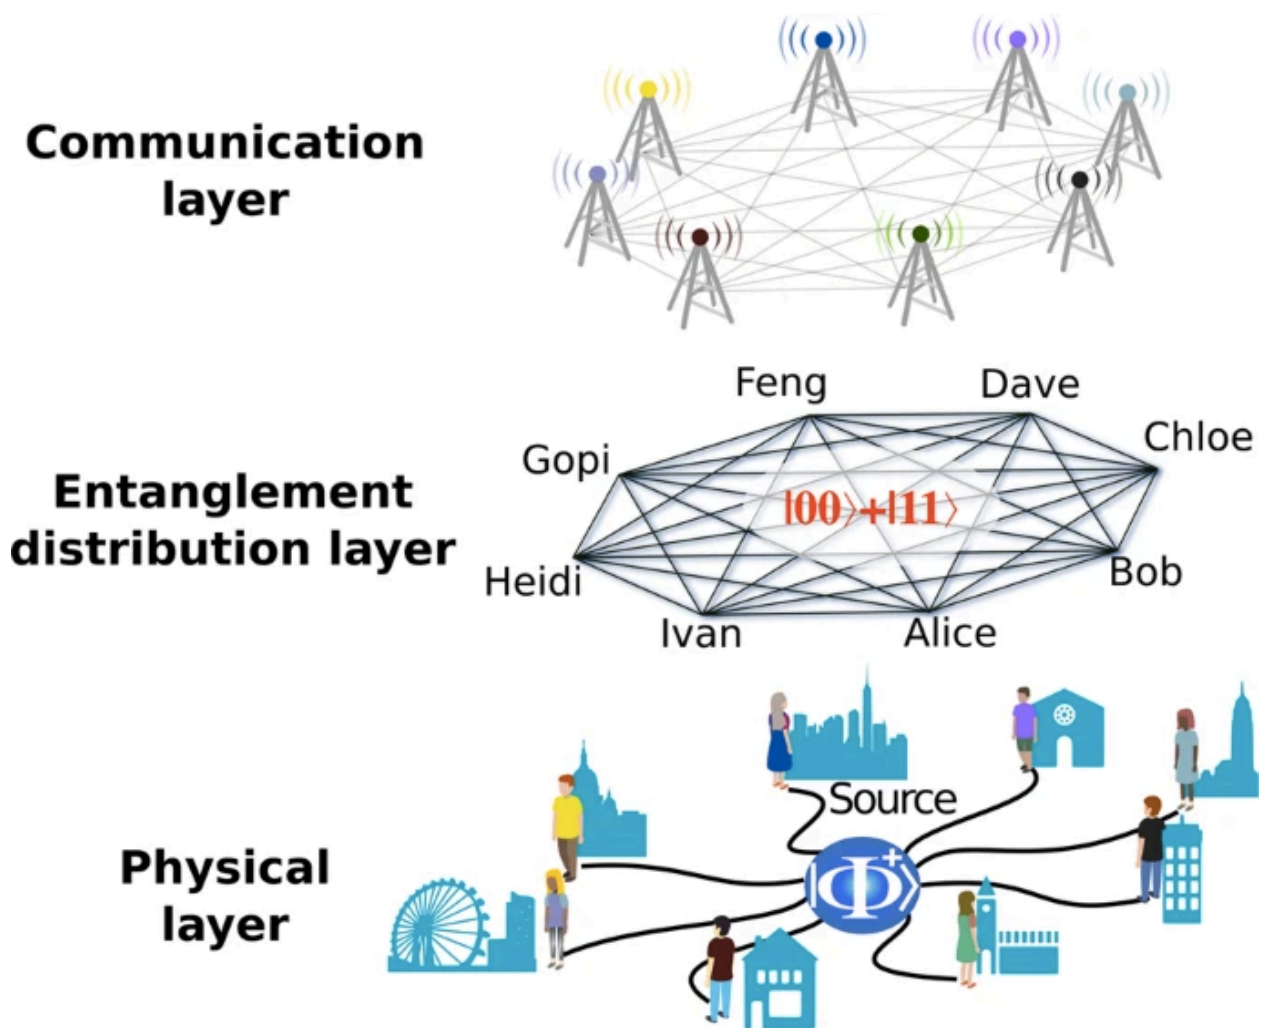 Communication
layer
Feng
Dave
Chloe
Gopi
Entanglement
distribution layer
|00⟩+|11⟩
Heidi
Bob
Ivan
Alice
Source
Physical
layer
|Φ⁺⟩